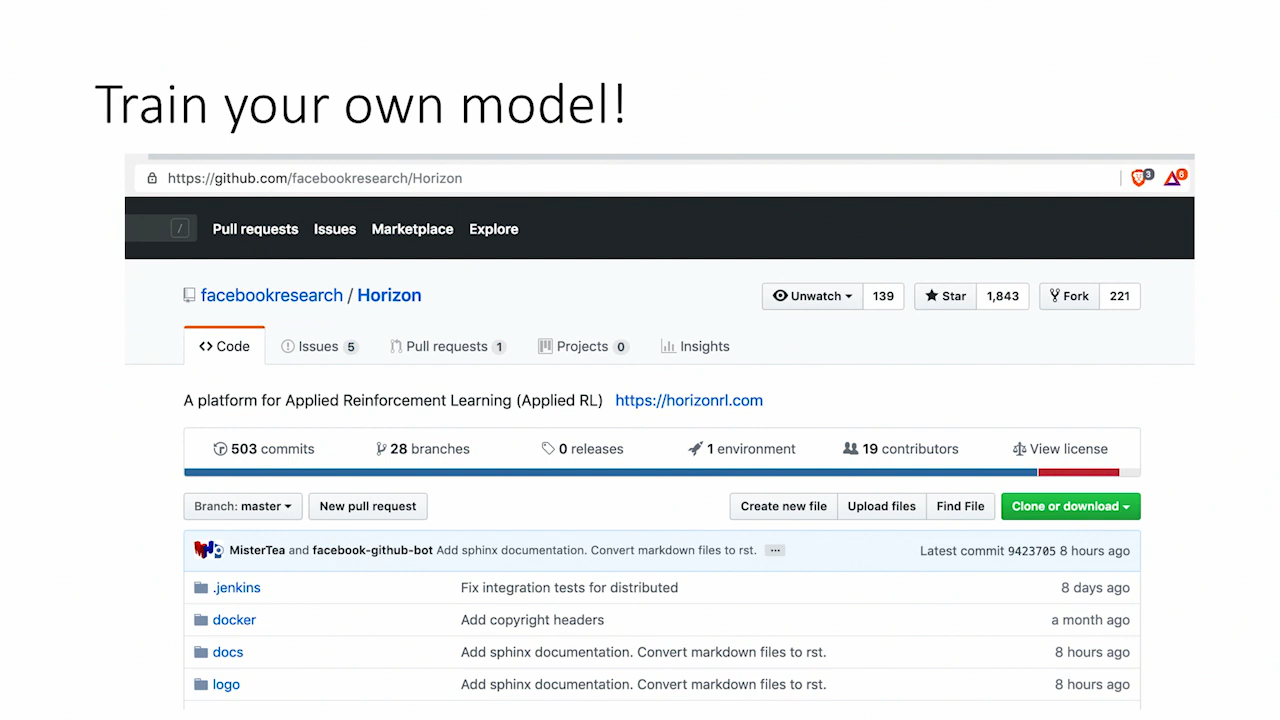 Train your own model!
https://github.com/facebookresearch/Horizon 3 6
/ Pull requests Issues Marketplace Explore
facebookresearch / Horizon Unwatch 139 Star 1,843 Fork 221
<> Code Issues 5 Pull requests 1 Projects 0 Insights
A platform for Applied Reinforcement Learning (Applied RL) https://horizonrl.com
503 commits 28 branches 0 releases 1 environment 19 contributors View license
Branch: master New pull request Create new file Upload files Find File Clone or download
MisterTea and facebook-github-bot Add sphinx documentation. Convert markdown files to rst. ... Latest commit 9423705 8 hours ago
.jenkins Fix integration tests for distributed 8 days ago
docker Add copyright headers a month ago
docs Add sphinx documentation. Convert markdown files to rst. 8 hours ago
logo Add sphinx documentation. Convert markdown files to rst. 8 hours ago